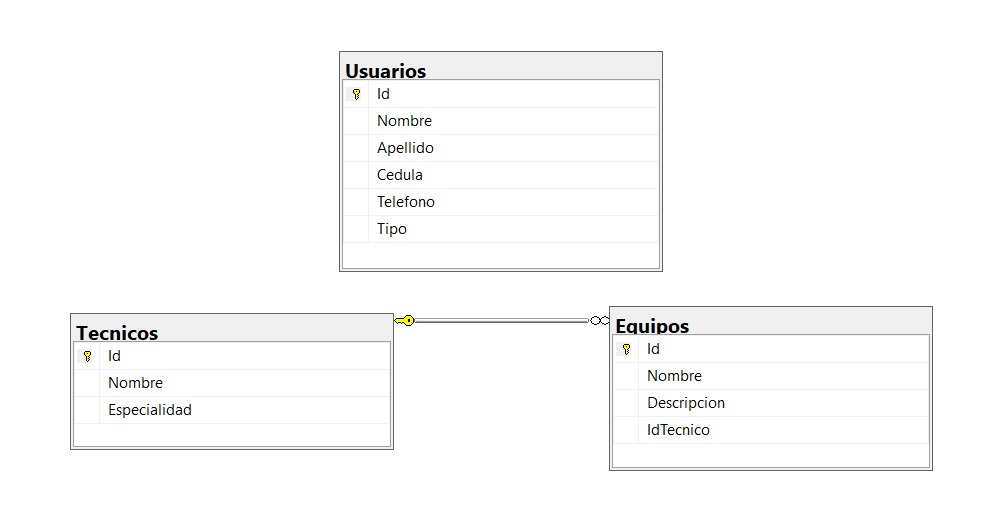 Usuarios
Id
Nombre
Apellido
Cedula
Telefono
Tipo
Tecnicos
Id
Nombre
Especialidad
Equipos
Id
Nombre
Descripcion
IdTecnico